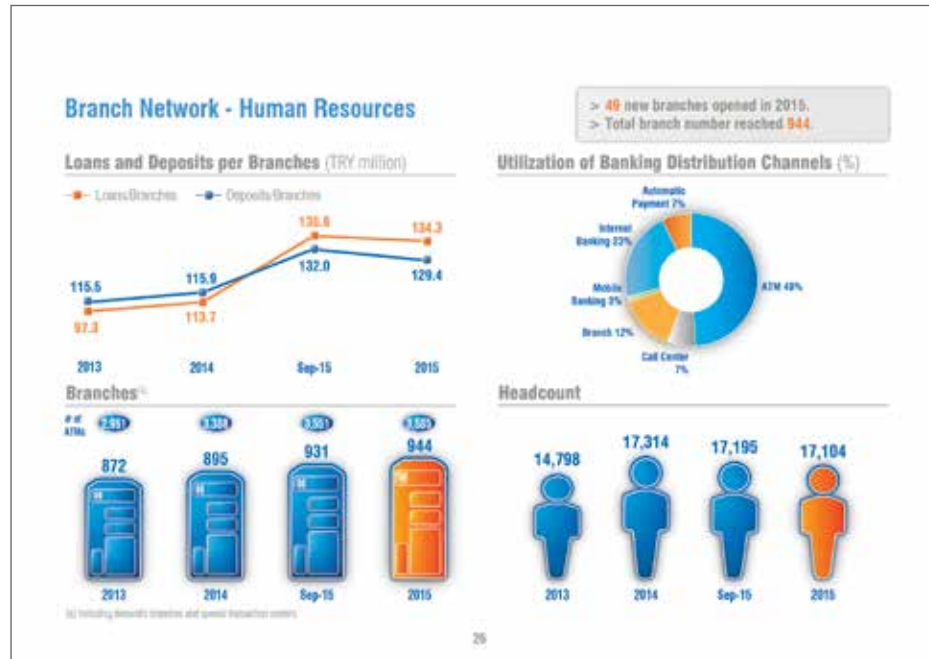 Branch Network - Human Resources
> 49 new branches opened in 2015.
> Total branch number reached 944.
Loans and Deposits per Branches (TRY million)
Loans/Branches
Deposits/Branches
134.3
132.0
129.4
115.5
115.9
97.3
113.7
2013
2014
Sep-15
2015
Utilization of Banking Distribution Channels (%)
Automatic
Payment 7%
Internet
Banking 23%
Mobile
Banking
ATM
Branch 12%
Call Center
7%
Branches
# of
ATMs
872
895
931
944
2013
2014
Sep-15
2015
Headcount
14,798
17,314
17,195
17,104
2013
2014
Sep-15
2015
26